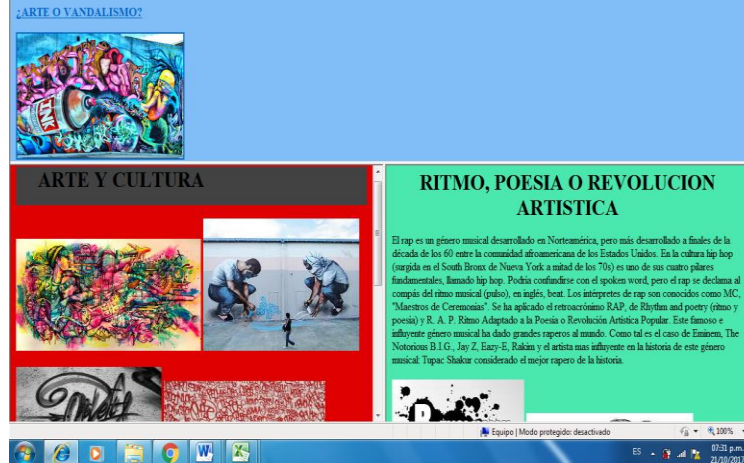 ¿ARTE O VANDALISMO?
INK
ARTE Y CULTURA
RITMO, POESIA O REVOLUCION
ARTISTICA
El rap es un género musical desarrollado en Norteamérica, pero más desarrollado a finales de la
década de los 60 entre la comunidad afroamericana de los Estados Unidos. En la cultura hip hop
(surgida en el South Bronx de Nueva York a mitad de los 70s) es uno de sus cuatro pilares
fundamentales, llamado hip hop. Podría confundirse con el spoken word, pero el rap se declama al
compás del ritmo musical (pulso), en inglés, beat. Los intérpretes de rap son conocidos como MC,
"Maestros de Ceremonias". Se ha aplicado el retroacrónimo RAP, de Rhythm and poetry (ritmo y
poesía) y R. A. P. Ritmo Adaptado a la Poesía o Revolución Artística Popular. Este famoso e
influyente género musical ha dado grandes raperos al mundo. Como tal es el caso de Eminem, The
Notorious B.I.G., Jay Z, Eazy-E, Rakim y el artista mas influyente en la historia de este género
musical: Tupac Shakur considerado el mejor rapero de la historia.
Equipo | Modo protegido: desactivado
100%
ES
07:31 p.m.
21/10/2017